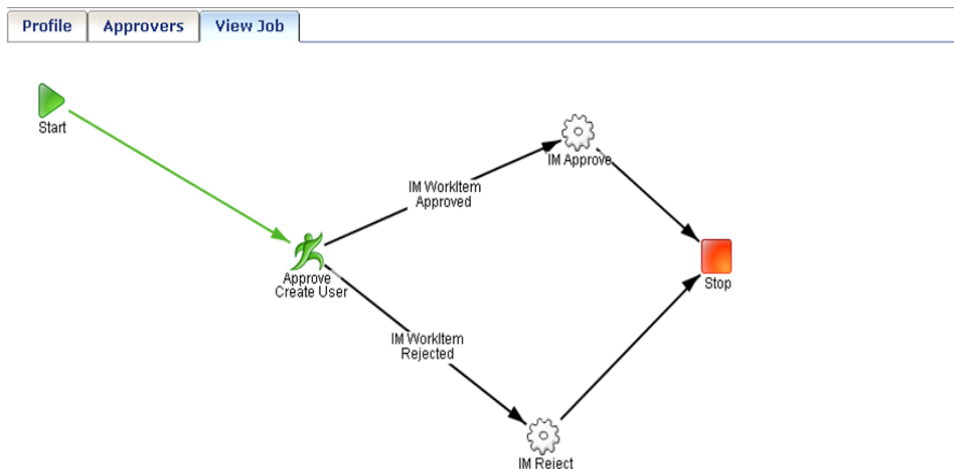 Profile
Approvers
View Job
Start
IM Approve
IM WorkItem
Approved
Approve
Create User
Stop
IM WorkItem
Rejected
IM Reject